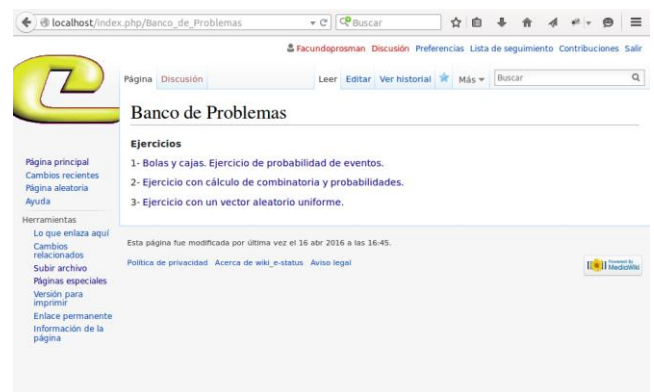 localhost/index.php/Banco_de_Problemas
Buscar
Facundoprosman Discusión Preferencias Lista de seguimiento Contribuciones Salir
Página Discusión Leer Editar Ver historial Más Buscar
Banco de Problemas
Ejercicios
1- Bolas y cajas. Ejercicio de probabilidad de eventos.
2- Ejercicio con cálculo de combinatoria y probabilidades.
3- Ejercicio con un vector aleatorio uniforme.
Página principal
Cambios recientes
Página aleatoria
Ayuda
Herramientas
Lo que enlaza aquí
Cambios
relacionados
Subir archivo
Páginas especiales
Versión para
imprimir
Enlace permanente
Información de la
página
Esta página fue modificada por última vez el 16 abr 2016 a las 16:45.
Política de privacidad Acerca de wiki_e-status Aviso legal
Powered By
MediaWiki